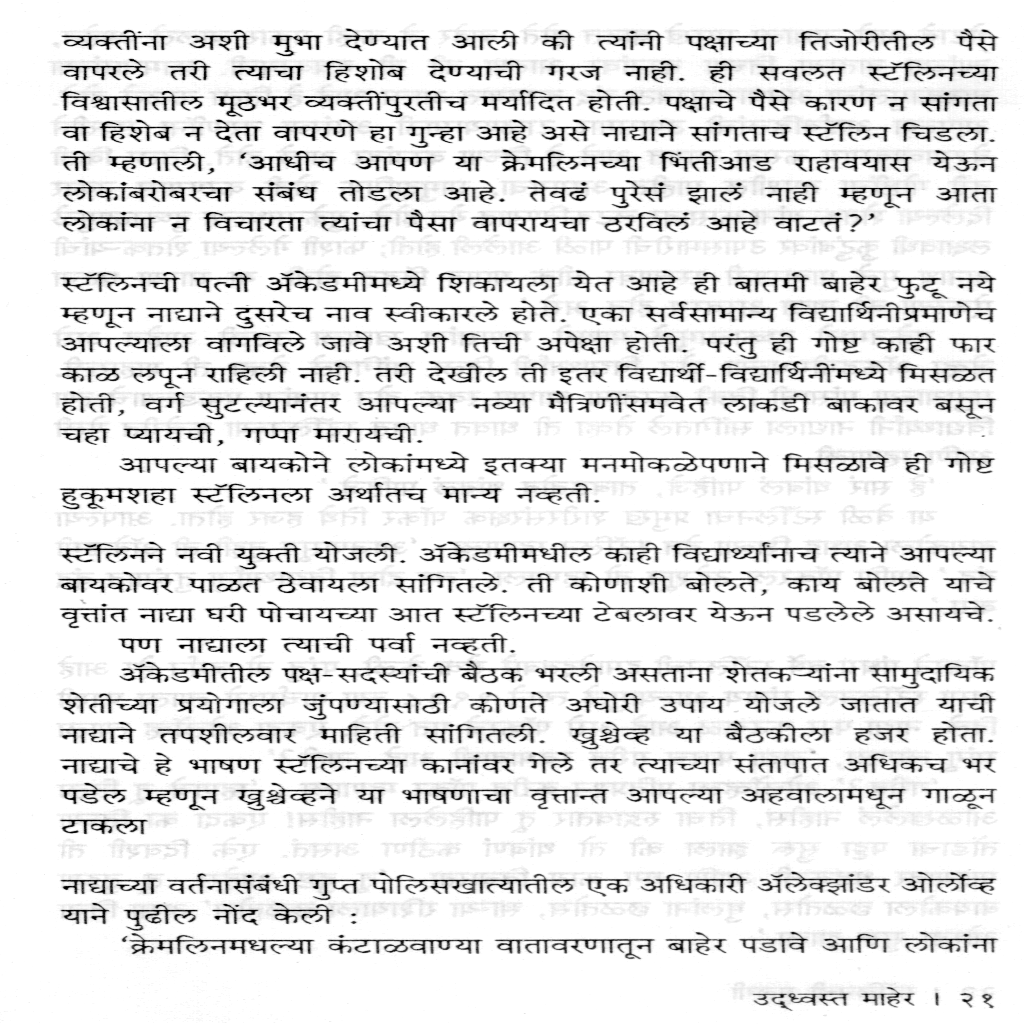 व्यक्तींना अशी मुभा देण्यात आली की त्यांनी पक्षाच्या तिजोरीतील पैसे
वापरले तरी त्याचा हिशोब देण्याची गरज नाही. ही सवलत स्टॅलिनच्या
विश्वासातील मूठभर व्यक्तींपुरतीच मर्यादित होती. पक्षाचे पैसे कारण न सांगता
वा हिशेब न देता वापरणे हा गुन्हा आहे असे नाद्याने सांगताच स्टॅलिन चिडला.
ती म्हणाली, ‘आधीच आपण या क्रेमलिनच्या भिंतीआड राहावयास येऊन
लोकांबरोबरचा संबंध तोडला आहे. तेवढं पुरेसं झालं नाही म्हणून आता
लोकांना न विचारता त्यांचा पैसा वापरायचा ठरविलं आहे वाटतं ?’
स्टॅलिनची पत्नी ॲकेडमीमध्ये शिकायला येत आहे ही बातमी बाहेर फुटू नये
म्हणून नाद्याने दुसरेच नाव स्वीकारले होते. एका सर्वसामान्य विद्यार्थिनीप्रमाणेच
आपल्याला वागविले जावे अशी तिची अपेक्षा होती. परंतु ही गोष्ट काही फार
काळ लपून राहिली नाही. तरी देखील ती इतर विद्यार्थी-विद्यार्थिनींमध्ये मिसळत
होती, वर्ग सुटल्यानंतर आपल्या नव्या मैत्रिणींसमवेत लाकडी बाकावर बसून
चहा प्यायची, गप्पा मारायची.
आपल्या बायकोने लोकांमध्ये इतक्या मनमोकळेपणाने मिसळावे ही गोष्ट
हुकूमशहा स्टॅलिनला अर्थातच मान्य नव्हती.
स्टॅलिनने नवी युक्ती योजली. ॲकेडमीमधील काही विद्यार्थ्यांनाच त्याने आपल्या
बायकोवर पाळत ठेवायला सांगितले. ती कोणाशी बोलते, काय बोलते याचे
वृत्तांत नाद्या घरी पोचायच्या आत स्टॅलिनच्या टेबलावर येऊन पडलेले असायचे.
पण नाद्याला त्याची पर्वा नव्हती.
ॲकेडमीतील पक्ष-सदस्यांची बैठक भरली असताना शेतकऱ्यांना सामुदायिक
शेतीच्या प्रयोगाला जुंपण्यासाठी कोणते अघोरी उपाय योजले जातात याची
नाद्याने तपशीलवार माहिती सांगितली. ख्रुश्चेव्ह या बैठकीला हजर होता.
नाद्याचे हे भाषण स्टॅलिनच्या कानांवर गेले तर त्याच्या संतापात अधिकच भर
पडेल म्हणून ख्रुश्चेव्हने या भाषणाचा वृत्तान्त आपल्या अहवालामधून गाळून
टाकला
नाद्याच्या वर्तनासंबंधी गुप्त पोलिसखात्यातील एक अधिकारी ॲलेक्झांडर ओर्लोव्ह
याने पुढील नोंद केली :
‘क्रेमलिनमधल्या कंटाळवाण्या वातावरणातून बाहेर पडावे आणि लोकांना
उद्ध्वस्त माहेर । २१